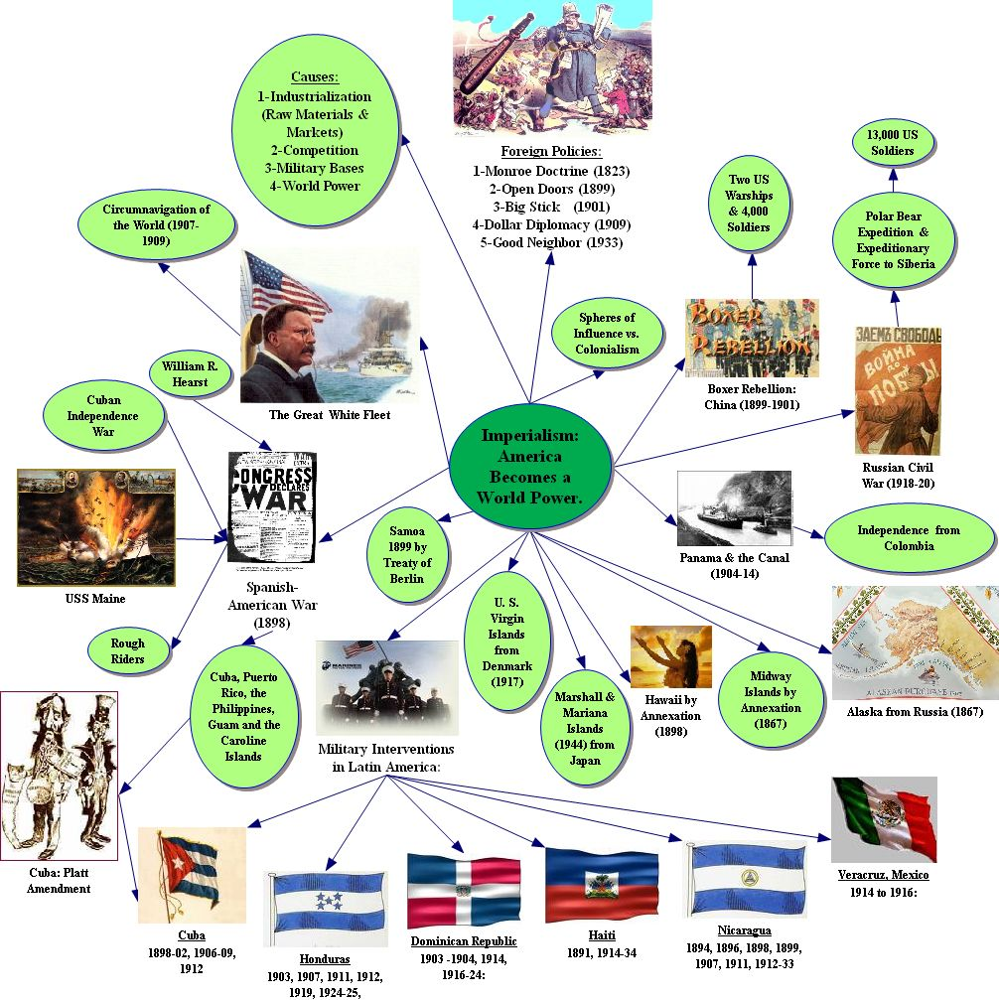 Causes:
1-Industrialization
(Raw Materials &
Markets)
2-Competition
3-Military Bases
4-World Power
Foreign Policies:
1-Monroe Doctrine (1823)
2-Open Doors (1899)
3-Big Stick (1901)
4-Dollar Diplomacy (1909)
5-Good Neighbor (1933)
13,000 US
Soldiers
Two US
Warships
& 4,000
Soldiers
Polar Bear
Expedition &
Expeditionary
Force to Siberia
Circumnavigation of
the World (1907-
1909)
The Great White Fleet
Spheres of
Influence vs.
Colonialism
BOXER
REBELLION
Boxer Rebellion:
China (1899-1901)
ЗАЕМЪ СВОБОДЫ
ВОЙНА
ДО
ПОБѢДЫ
Russian Civil
War (1918-20)
William R.
Hearst
Cuban
Independence
War
Imperialism:
America
Becomes a
World Power.
CONGRESS
DECLARES
WAR
USS Maine
Spanish-
American War
(1898)
Rough
Riders
Samoa
1899 by
Treaty of
Berlin
Panama & the Canal
(1904-14)
Independence from
Colombia
U. S.
Virgin
Islands
from
Denmark
(1917)
Marshall &
Mariana
Islands
(1944) from
Japan
Hawaii by
Annexation
(1898)
Midway
Islands by
Annexation
(1867)
ALASKAN PURCHASE 1867
Alaska from Russia (1867)
Cuba, Puerto
Rico, the
Philippines,
Guam and the
Caroline
Islands
MARINES
Military Interventions
in Latin America:
Cuba: Platt
Amendment
Cuba
1898-02, 1906-09,
1912
Honduras
1903, 1907, 1911, 1912,
1919, 1924-25,
Dominican Republic
1903 -1904, 1914,
1916-24:
Haiti
1891, 1914-34
Nicaragua
1894, 1896, 1898, 1899,
1907, 1911, 1912-33
Veracruz, Mexico
1914 to 1916: